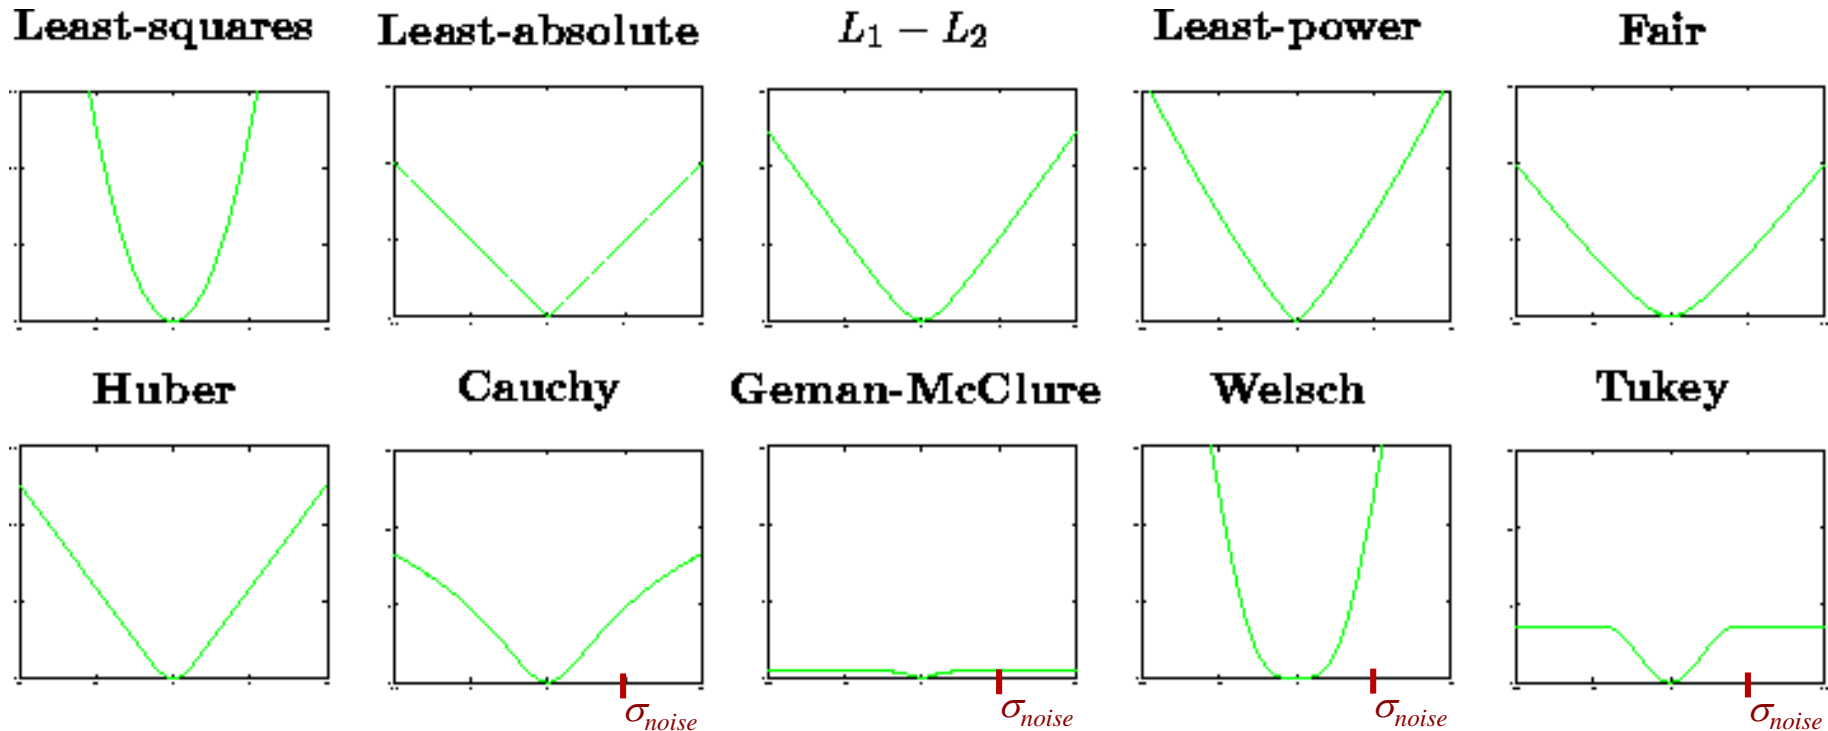 Least-squares
Least-absolute
L₁ − L₂
Least-power
Fair
Huber
Cauchy
Geman-McClure
Welsch
Tukey
σnoise
σnoise
σnoise
σnoise